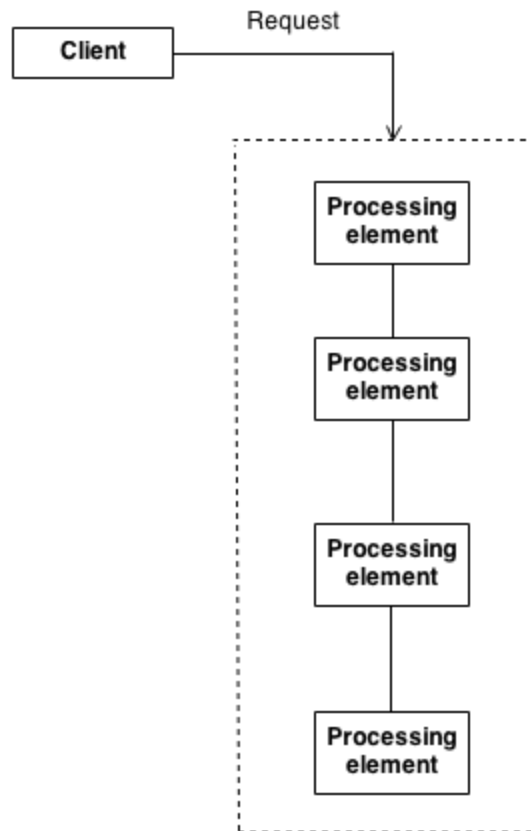 Request
Client
Processing
element
Processing
element
Processing
element
Processing
element